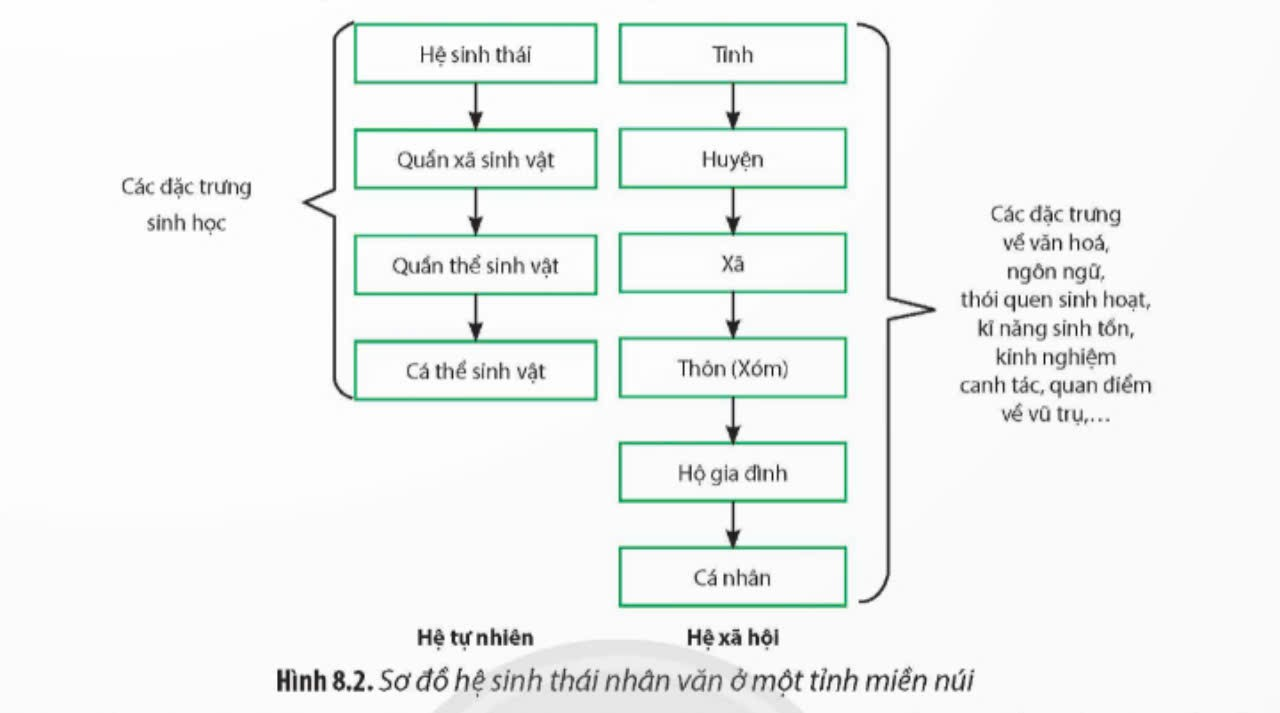 Các đặc trưng
sinh học
Hệ sinh thái
Quần xã sinh vật
Quần thể sinh vật
Cá thể sinh vật
Hệ tự nhiên
Tỉnh
Huyện
Xã
Thôn (Xóm)
Hộ gia đình
Cá nhân
Hệ xã hội
Các đặc trưng
về văn hoá,
ngôn ngữ,
thói quen sinh hoạt,
kĩ năng sinh tồn,
kinh nghiệm
canh tác, quan điểm
về vũ trụ,...
Hình 8.2. Sơ đồ hệ sinh thái nhân văn ở một tỉnh miền núi